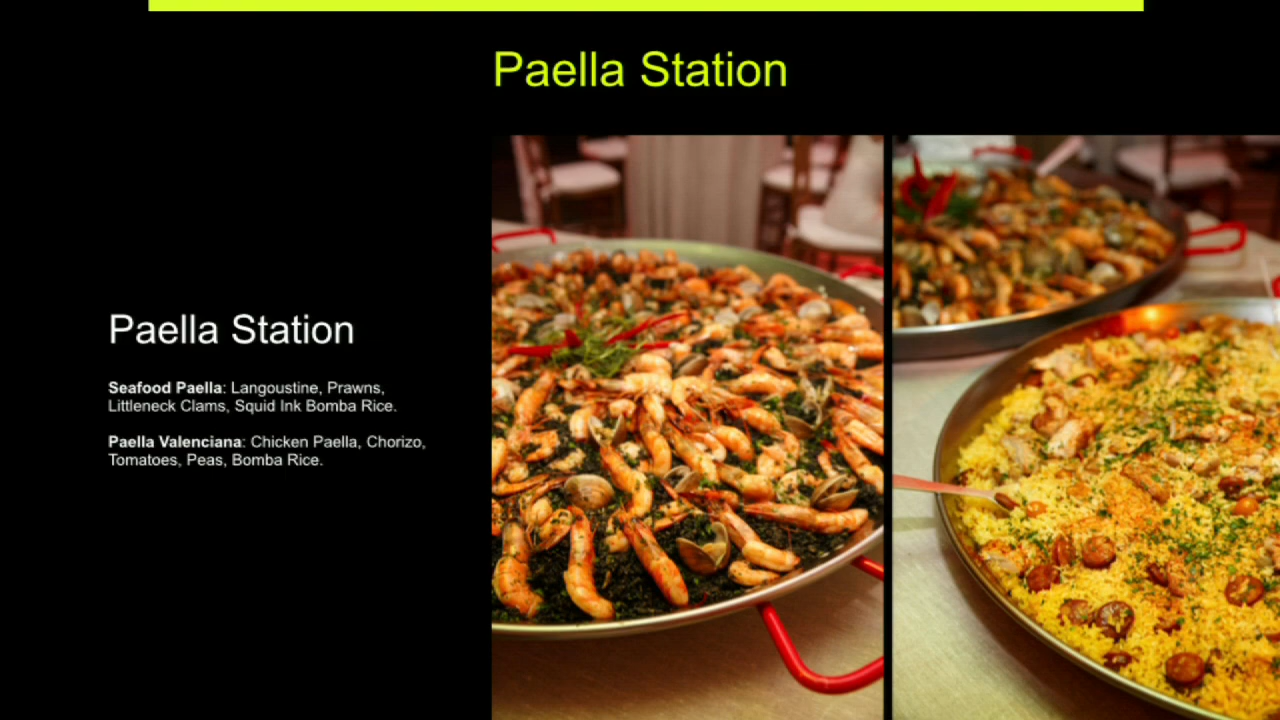 Paella Station
Paella Station
Seafood Paella: Langoustine, Prawns,
Littleneck Clams, Squid Ink Bomba Rice.
Paella Valenciana: Chicken Paella, Chorizo,
Tomatoes, Peas, Bomba Rice.